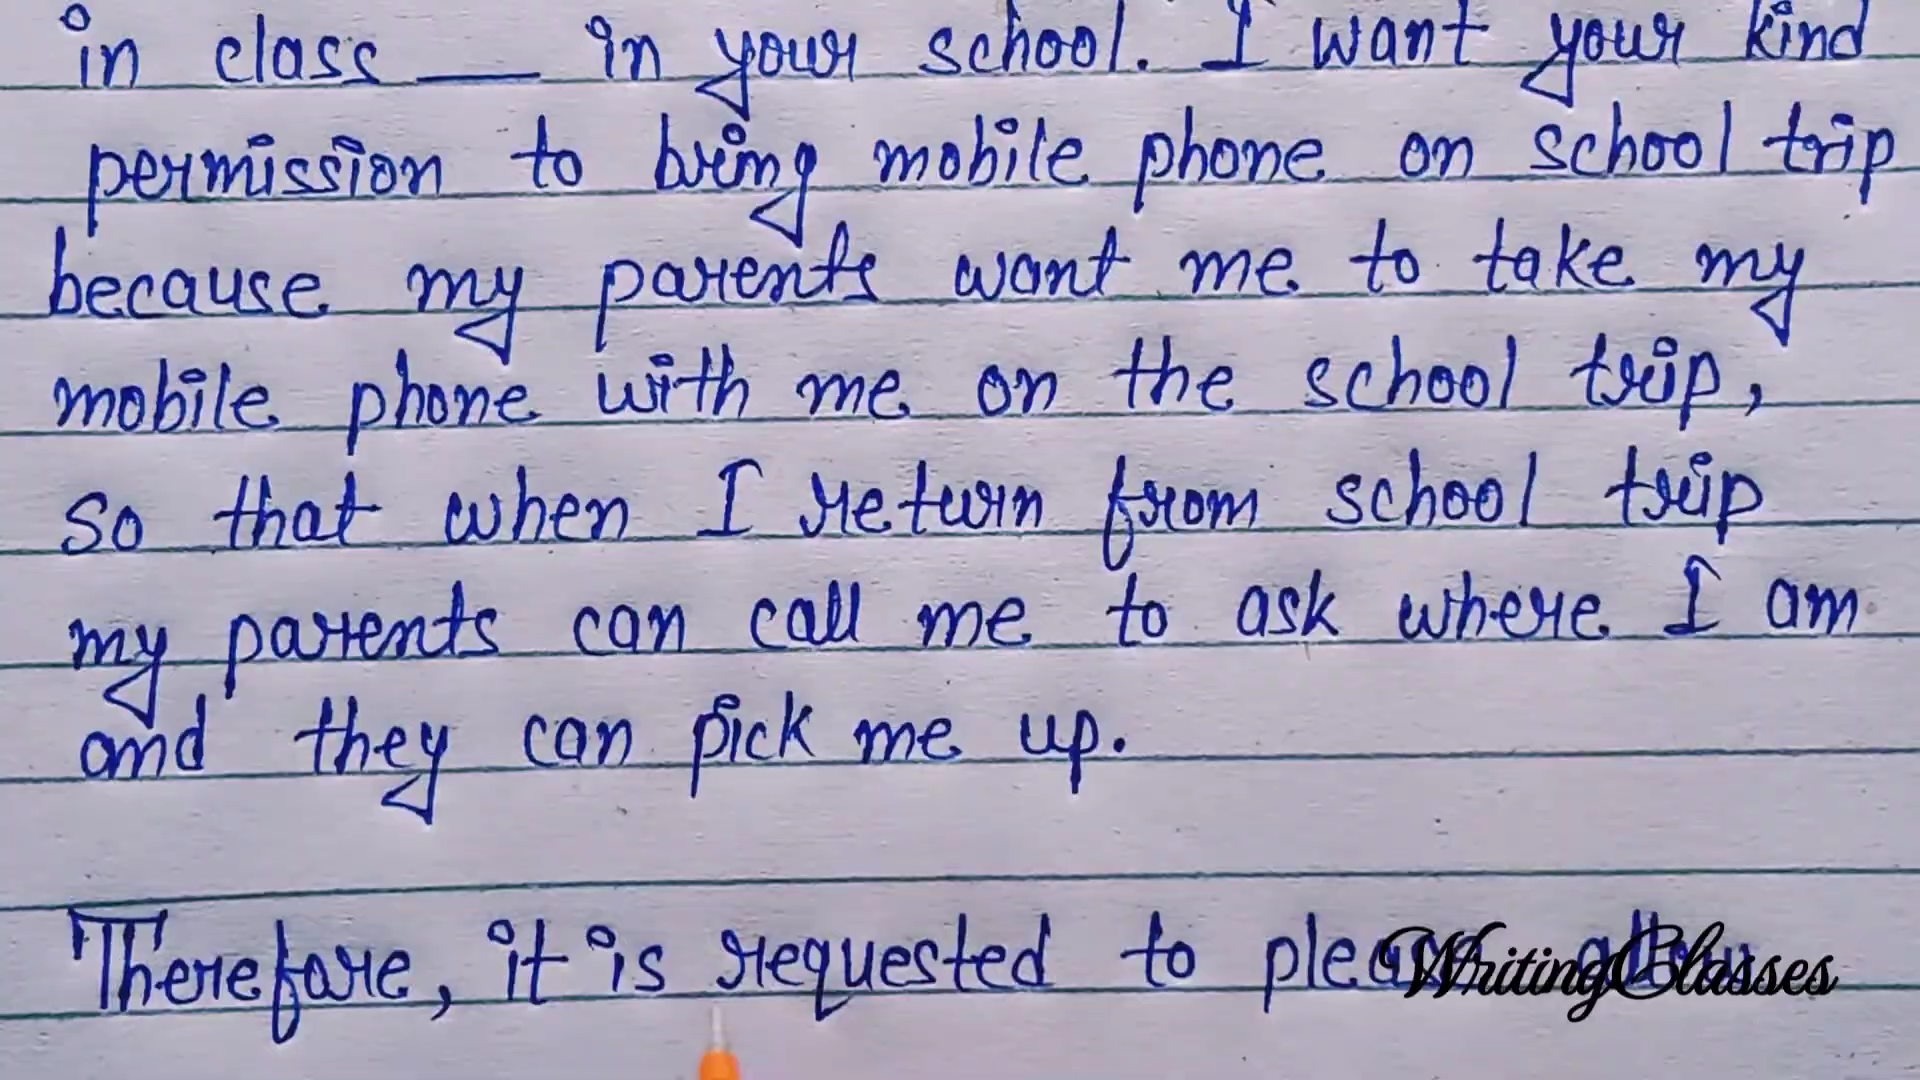 in class ___ in your school. I want your kind
permission to bring mobile phone on school trip
because my parents want me to take my
mobile phone with me on the school trip,
so that when I return from school trip
my parents can call me to ask where I am
and they can pick me up.
Therefore, it is requested to please allow
WritingClasses